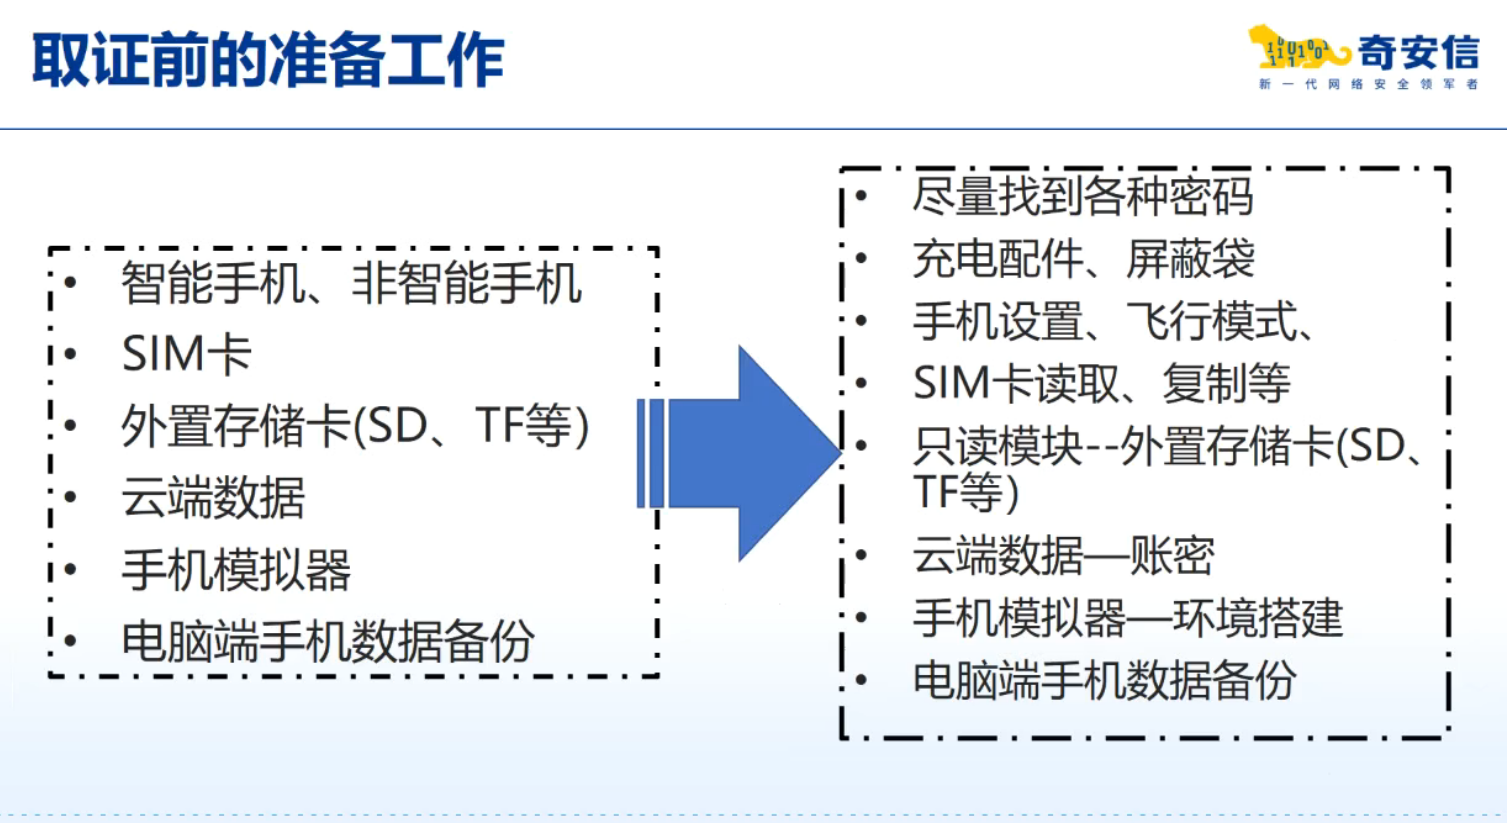 取证前的准备工作
奇安信
新一代网络安全领军者
• 智能手机、非智能手机
• SIM卡
• 外置存储卡(SD、TF等）
• 云端数据
• 手机模拟器
• 电脑端手机数据备份
• 尽量找到各种密码
• 充电配件、屏蔽袋
• 手机设置、飞行模式、
• SIM卡读取、复制等
• 只读模块--外置存储卡(SD、
TF等）
• 云端数据—账密
• 手机模拟器—环境搭建
• 电脑端手机数据备份